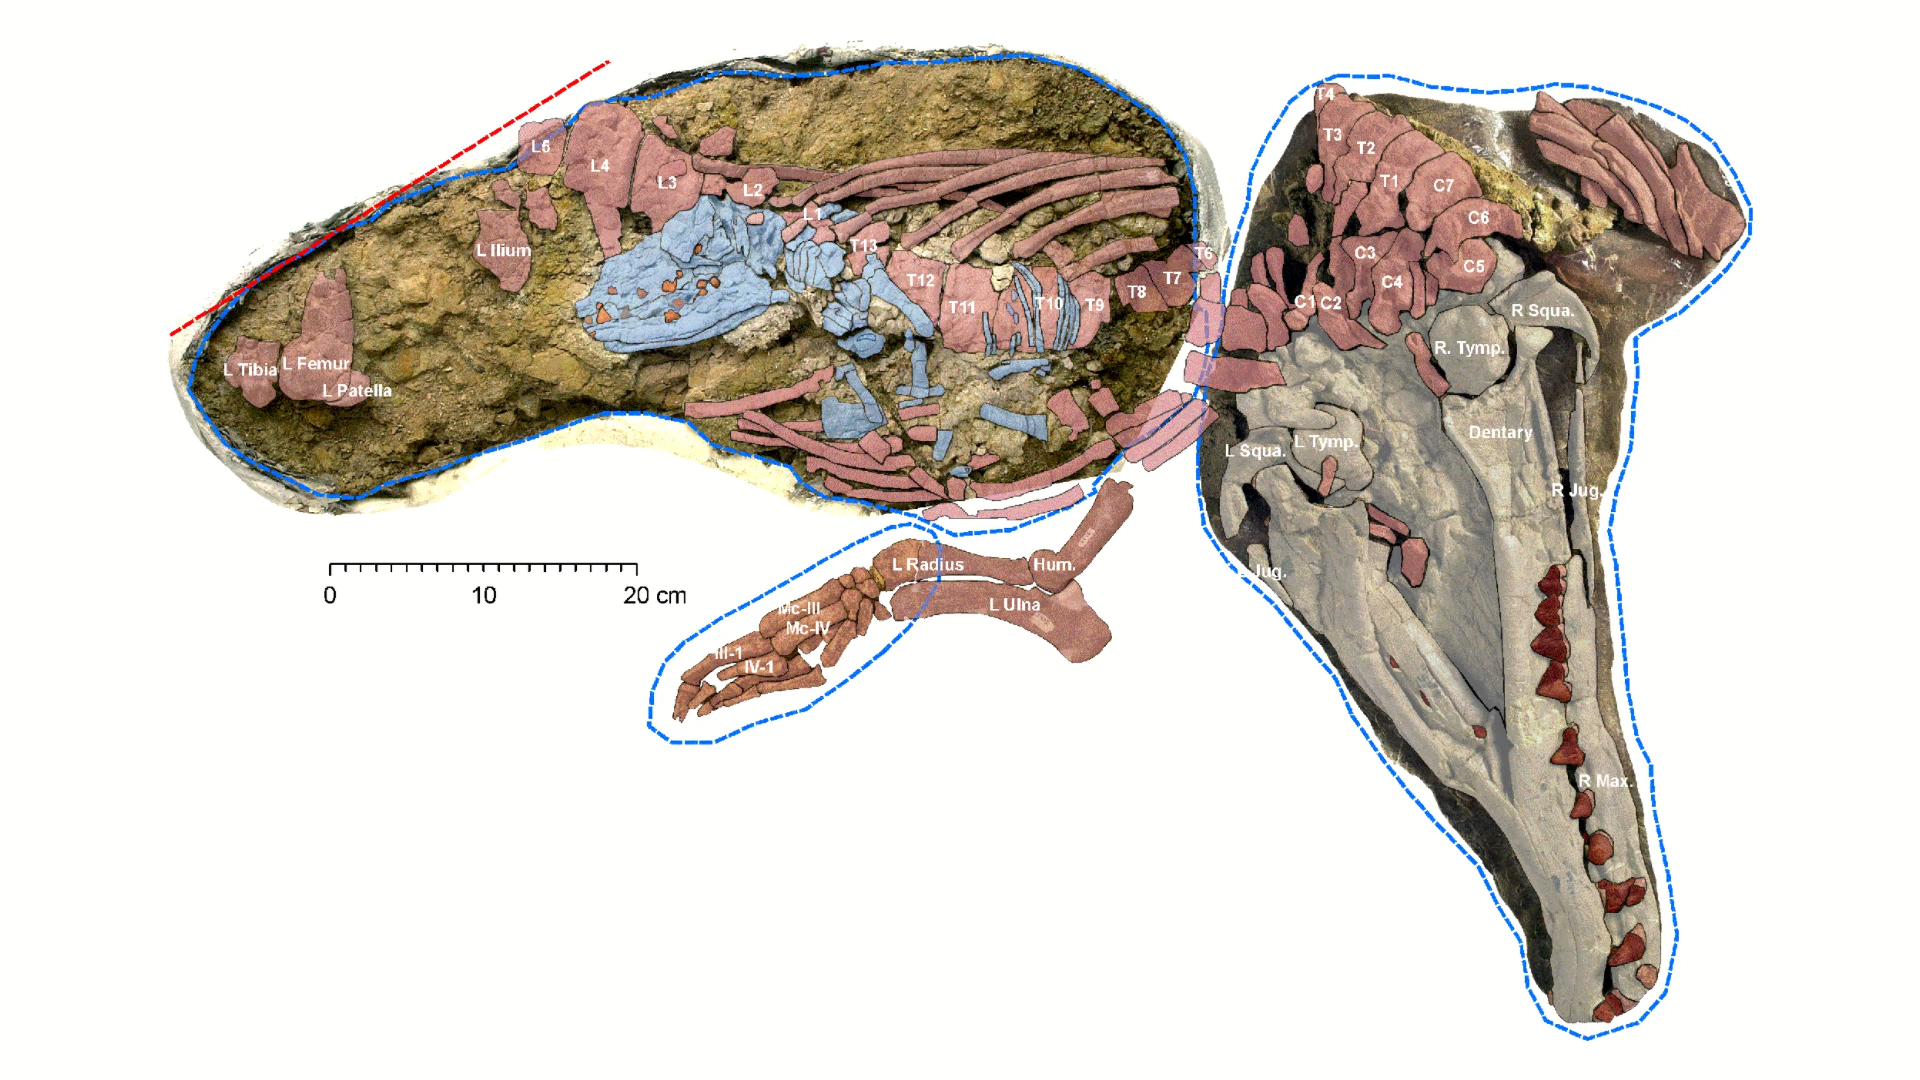 T4
T3
T2
T1
C7
C6
C5
C3
C4
C1
C2
R Squa.
R. Tymp.
Dentary
L Squa.
L Tymp.
R Jug.
Jug.
R Max.
L5
L4
L3
L2
L1
T13
T12
T11
T10
T9
T8
T7
T6
L Ilium
L Tibia
L Femur
L Patella
0 10 20 cm
L Radius
Hum.
L Ulna
Mc-III
Mc-IV
III-1
IV-1